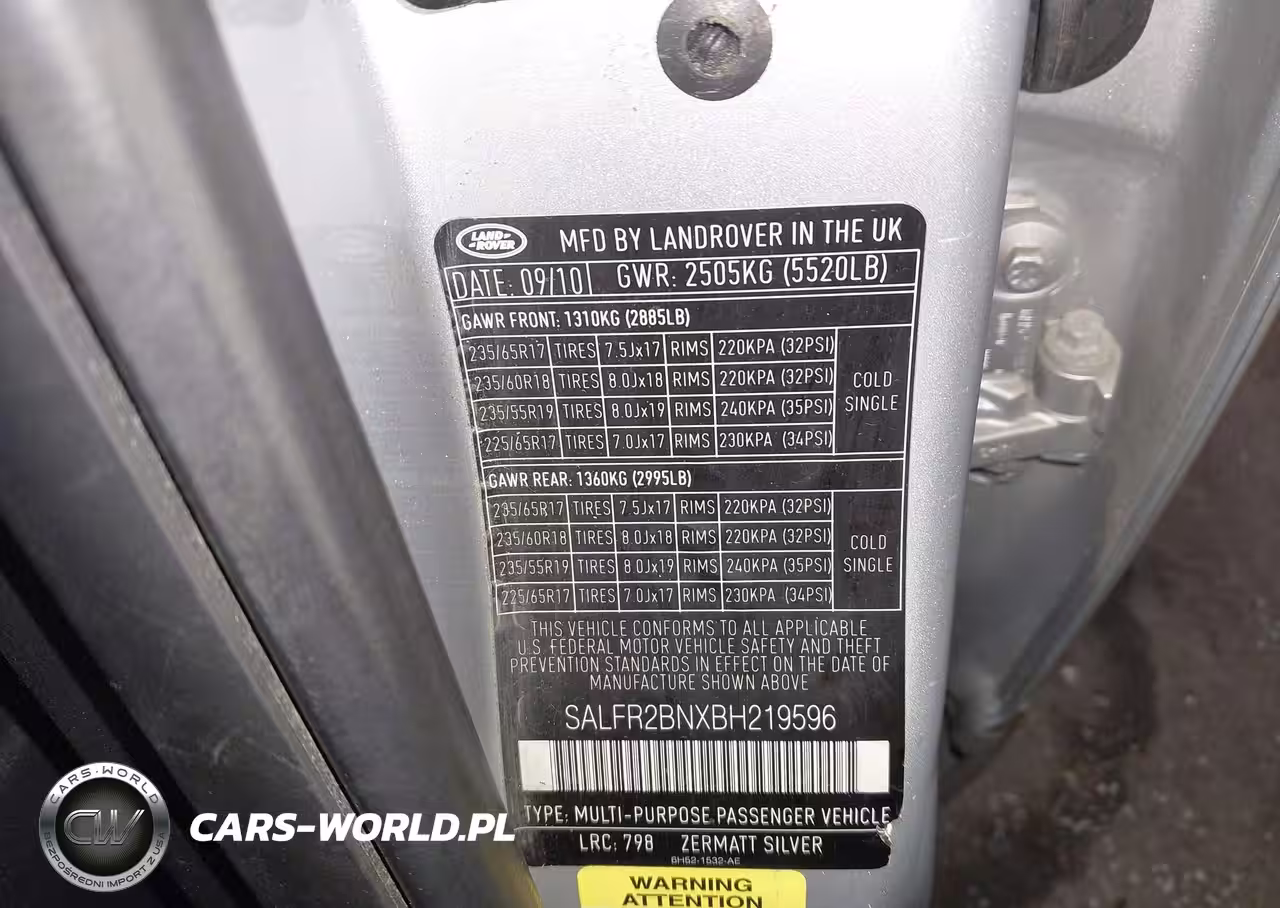 LAND-
-ROVER
MFD BY LANDROVER IN THE UK
DATE: 09/10 GWR: 2505KG (5520LB)
GAWR FRONT: 1310KG (2885LB)
235/65R17 TIRES 7.5Jx17 RIMS 220KPA (32PSI)
235/60R18 TIRES 8.0Jx18 RIMS 220KPA (32PSI)
235/55R19 TIRES 8.0Jx19 RIMS 240KPA (35PSI)
225/65R17 TIRES 7.0Jx17 RIMS 230KPA (34PSI)
COLD
SINGLE
GAWR REAR: 1360KG (2995LB)
235/65R17 TIRES 7.5Jx17 RIMS 220KPA (32PSI)
235/60R18 TIRES 8.0Jx18 RIMS 220KPA (32PSI)
235/55R19 TIRES 8.0Jx19 RIMS 240KPA (35PSI)
225/65R17 TIRES 7.0Jx17 RIMS 230KPA (34PSI)
COLD
SINGLE
THIS VEHICLE CONFORMS TO ALL APPLICABLE
U.S. FEDERAL MOTOR VEHICLE SAFETY AND THEFT
PREVENTION STANDARDS IN EFFECT ON THE DATE OF
MANUFACTURE SHOWN ABOVE
SALFR2BNXBH219596
TYPE: MULTI-PURPOSE PASSENGER VEHICLE
LRC: 798 ZERMATT SILVER
6H52-1532-AE
WARNING
ATTENTION
CARS-WORLD
CW
BEZPOŚREDNI IMPORT Z USA
CARS-WORLD.PL